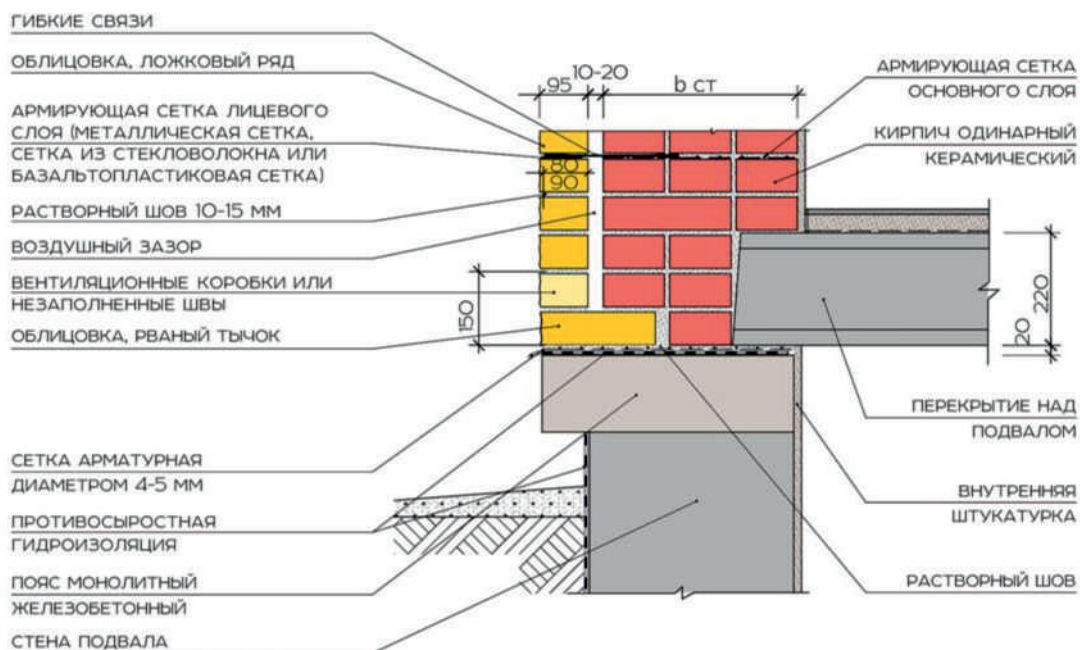 ГИБКИЕ СВЯЗИ
ОБЛИЦОВКА, ЛОЖКОВЫЙ РЯД
АРМИРУЮЩАЯ СЕТКА ЛИЦЕВОГО
СЛОЯ (МЕТАЛЛИЧЕСКАЯ СЕТКА,
СЕТКА ИЗ СТЕКЛОВОЛОКНА ИЛИ
БАЗАЛЬТОПЛАСТИКОВАЯ СЕТКА)
РАСТВОРНЫЙ ШОВ 10-15 ММ
ВОЗДУШНЫЙ ЗАЗОР
ВЕНТИЛЯЦИОННЫЕ КОРОБКИ ИЛИ
НЕЗАПОЛНЕННЫЕ ШВЫ
ОБЛИЦОВКА, РВАНЫЙ ТЫЧОК
СЕТКА АРМАТУРНАЯ
ДИАМЕТРОМ 4-5 ММ
ПРОТИВОСЫРОСТНАЯ
ГИДРОИЗОЛЯЦИЯ
ПОЯС МОНОЛИТНЫЙ
ЖЕЛЕЗОБЕТОННЫЙ
СТЕНА ПОДВАЛА
95
10-20
b СТ
80
90
150
220
20
АРМИРУЮЩАЯ СЕТКА
ОСНОВНОГО СЛОЯ
КИРПИЧ ОДИНАРНЫЙ
КЕРАМИЧЕСКИЙ
ПЕРЕКРЫТИЕ НАД
ПОДВАЛОМ
ВНУТРЕННЯЯ
ШТУКАТУРКА
РАСТВОРНЫЙ ШОВ